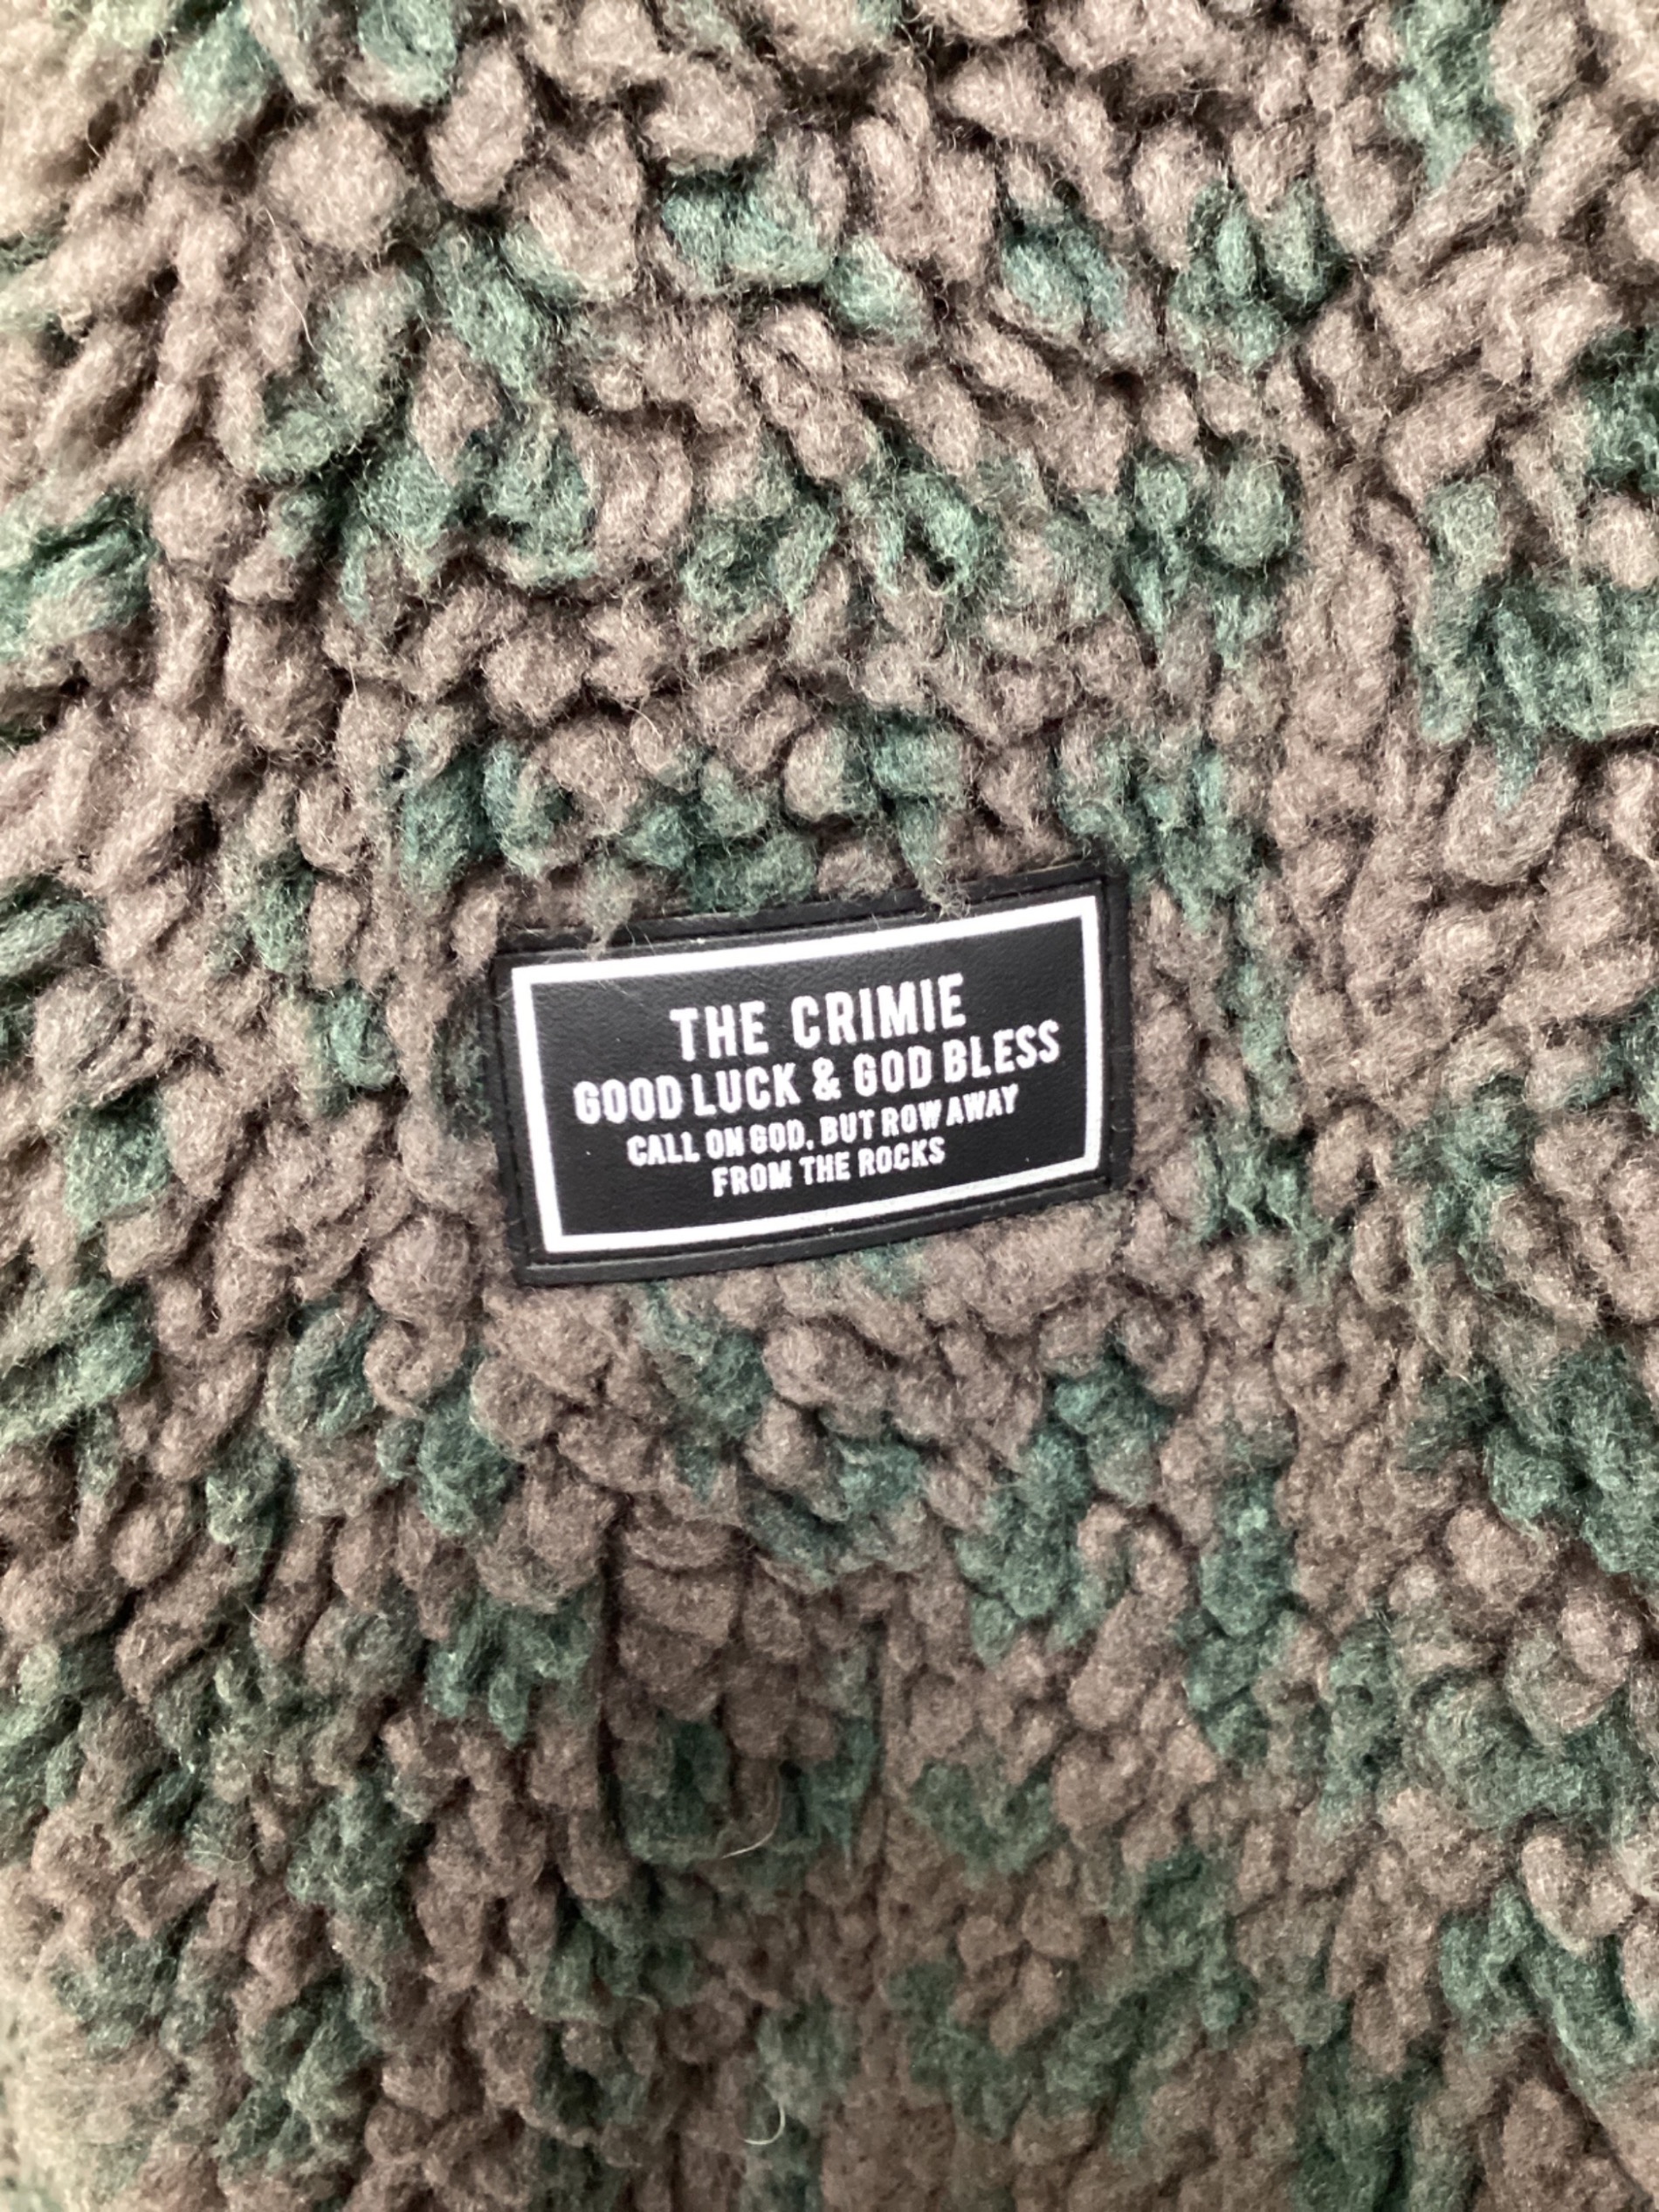 THE CRIMIE
GOOD LUCK & GOD BLESS
CALL ON GOD, BUT ROW AWAY
FROM THE ROCKS